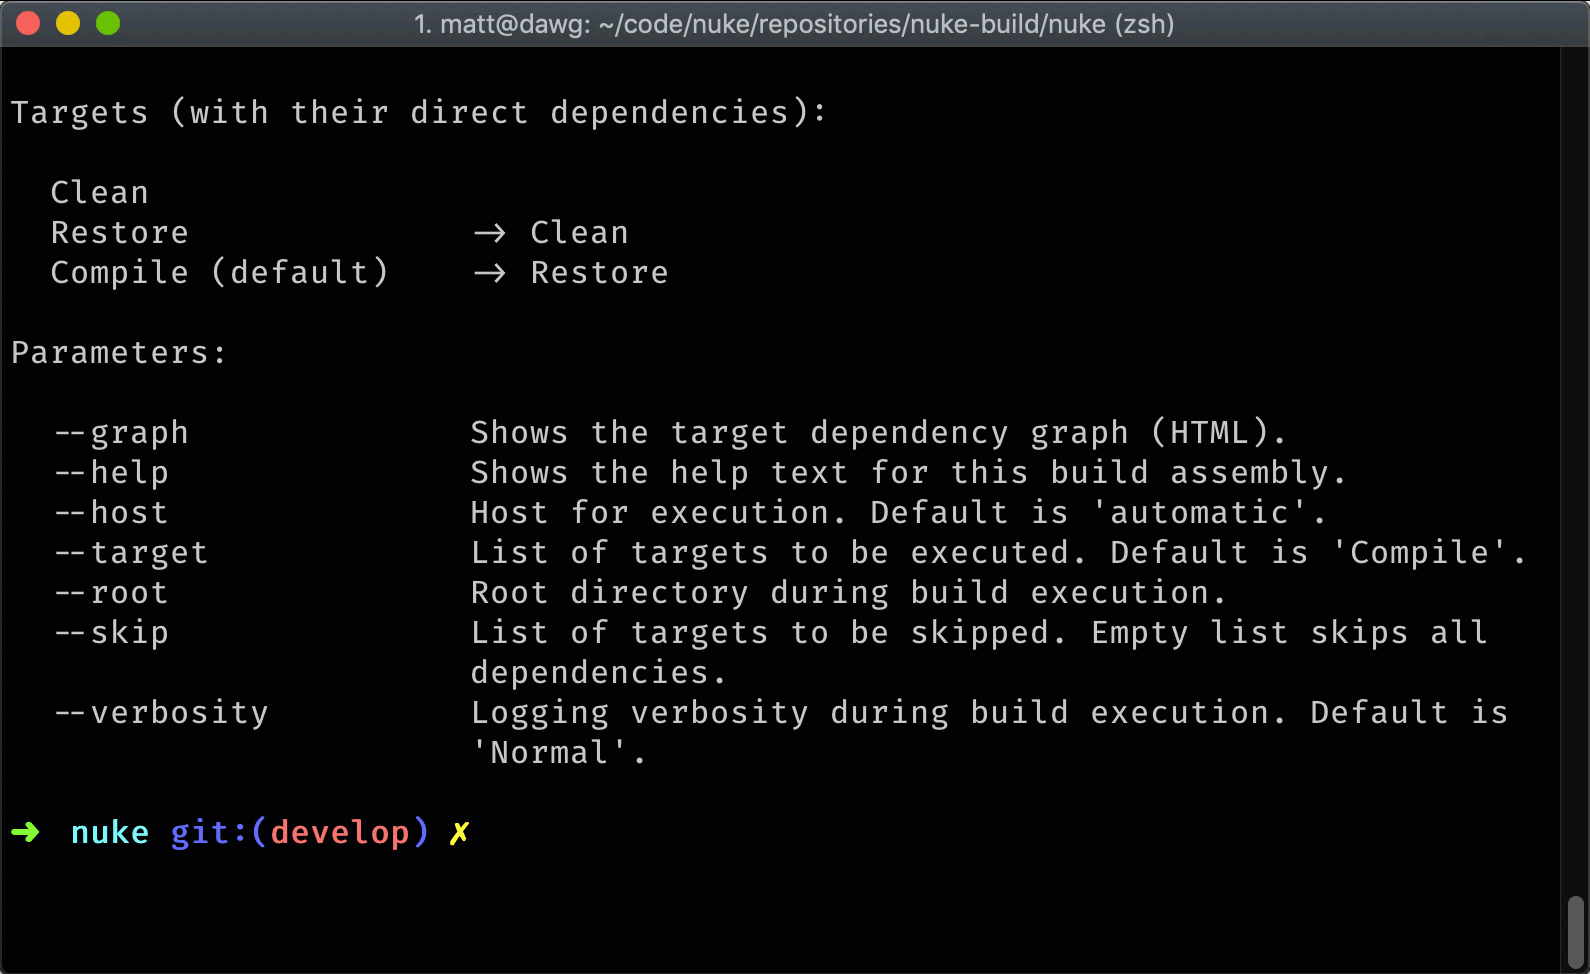 1. matt@dawg: ~/code/nuke/repositories/nuke-build/nuke (zsh)
Targets (with their direct dependencies):
Clean
Restore → Clean
Compile (default) → Restore
Parameters:
--graph Shows the target dependency graph (HTML).
--help Shows the help text for this build assembly.
--host Host for execution. Default is 'automatic'.
--target List of targets to be executed. Default is 'Compile'.
--root Root directory during build execution.
--skip List of targets to be skipped. Empty list skips all
dependencies.
--verbosity Logging verbosity during build execution. Default is
'Normal'.
➜ nuke git:(develop) ✗